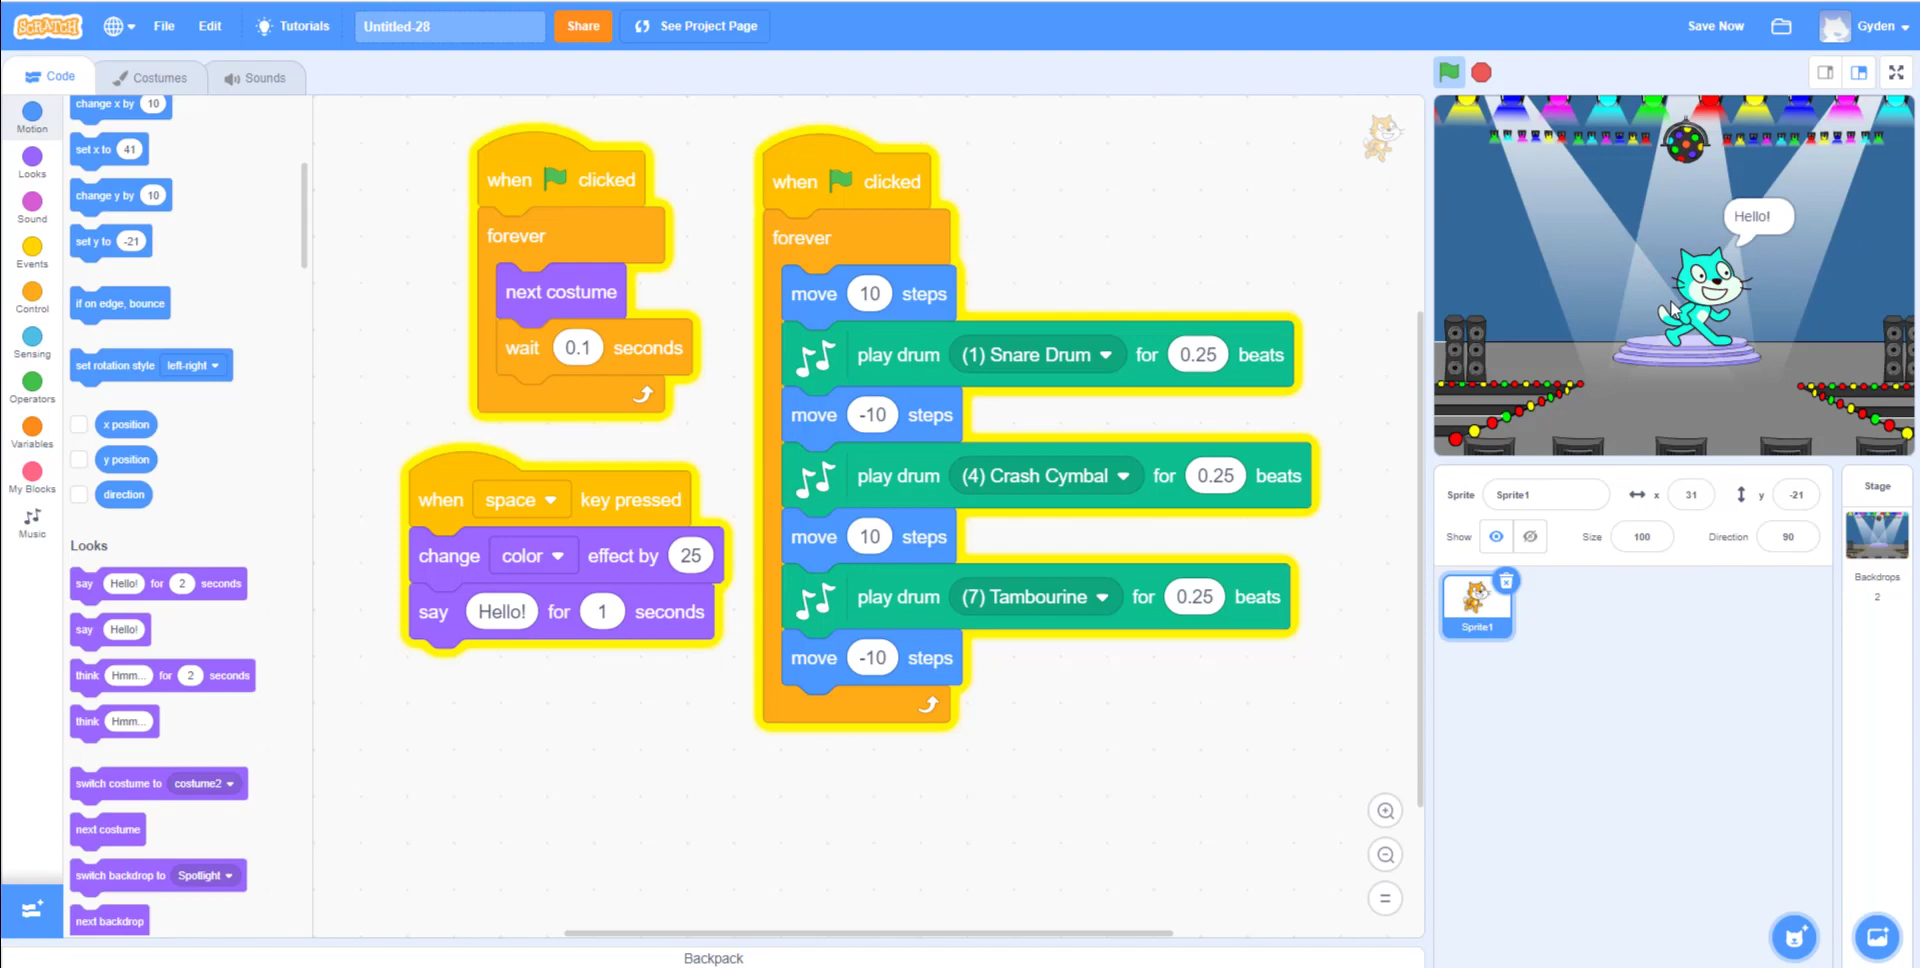 SCRATCH File Edit Tutorials Untitled-28 Share See Project Page Save Now Gyden
Code Costumes Sounds
Motion
Looks
Sound
Events
Control
Sensing
Operators
Variables
My Blocks
Music
change x by 10
set x to 41
change y by 10
set y to -21
if on edge, bounce
set rotation style left-right
x position
y position
direction
Looks
say Hello! for 2 seconds
say Hello!
think Hmm... for 2 seconds
think Hmm...
switch costume to costume2
next costume
switch backdrop to Spotlight
next backdrop
when clicked
forever
next costume
wait 0.1 seconds
when space key pressed
change color effect by 25
say Hello! for 1 seconds
when clicked
forever
move 10 steps
play drum (1) Snare Drum for 0.25 beats
move -10 steps
play drum (4) Crash Cymbal for 0.25 beats
move 10 steps
play drum (7) Tambourine for 0.25 beats
move -10 steps
Backpack
Hello!
Sprite Sprite1 x 31 y -21
Show Size 100 Direction 90
Sprite1
Stage
Backdrops
2